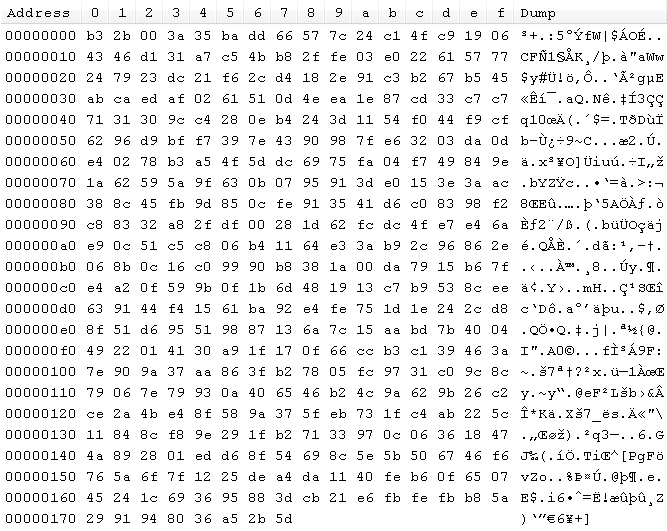 Address 0 1 2 3 4 5 6 7 8 9 a b c d e f Dump
00000000 b3 2b 00 3a 35 ba dd 66 57 7c 24 c1 4f c9 19 06 ³+.:5ºÝfW|$ÁOÉ..
00000010 43 46 d1 31 a7 c5 4b b8 2f fe 03 e0 22 61 57 77 CFÑ1§ÅK¸/þ.à"aWw
00000020 24 79 23 dc 21 f6 2c d4 18 2e 91 c3 b2 67 b5 45 $y#Ü!ö,Ô..‘Ã²gµE
00000030 ab ca ed af 02 61 51 0d 4e ea 1e 87 cd 33 c7 c7 «Êí¯.aQ.Nê.‡Í3ÇÇ
00000040 71 31 30 9c c4 28 0e b4 24 3d 11 54 f0 44 f9 cf q10œÄ(.´$=.TðDùÏ
00000050 62 96 d9 bf f7 39 7e 43 90 98 7f e6 32 03 da 0d b–Ù¿÷9~C...æ2.Ú.
00000060 e4 02 78 b3 a5 4f 5d dc 69 75 fa 04 f7 49 84 9e ä.x³¥O]Üiuú.÷I„ž
00000070 1a 62 59 5a 9f 63 0b 07 95 91 3d e0 15 3e 3a ac .bYZŸc..•‘=à.>:¬
00000080 38 8c 45 fb 9d 85 0c fe 91 35 41 d6 c0 83 98 f2 8ŒEû.….þ‘5AÖÀƒ.ò
00000090 c8 83 32 a8 2f df 00 28 1d 62 fc dc 4f e7 e4 6a Èƒ2¨/ß.(.büÜOçäj
000000a0 e9 0c 51 c5 c8 06 b4 11 64 e3 3a b9 2c 96 86 2e é.QÅÈ.´.dã:¹,–†.
000000b0 06 8b 0c 16 c0 99 90 b8 38 1a 00 da 79 15 b6 7f .‹..À™.¸8..Úy.¶.
000000c0 e4 a2 0f 59 9b 0f 1b 6d 48 19 13 c7 b9 53 8c ee ä¢.Y›..mH..Ç¹SŒî
000000d0 63 91 44 f4 15 61 ba 92 e4 fe 75 1d 1e 24 2c d8 c‘Dô.aº’äþu..$,Ø
000000e0 8f 51 d6 95 51 98 87 13 6a 7c 15 aa bd 7b 40 04 .QÖ•Q.‡.j|.ª½{@.
000000f0 49 22 01 41 30 a9 1f 17 0f 66 cc b3 c1 39 46 3a I".A0©...fÌ³Á9F:
00000100 7e 90 9a 37 aa 86 3f b2 78 05 fc 97 31 c0 9c 8c ~.š7ª†?²x.ü—1ÀœŒ
00000110 79 06 7e 79 93 0a 40 65 46 b2 4c 9a 62 9b 26 c2 y.~y“.@eF²Lšb›&Â
00000120 ce 2a 4b e4 8f 58 9a 37 5f eb 73 1f c4 ab 22 5c Î*Kä.Xš7_ës.Ä«"\
00000130 11 84 8c f8 9e 29 1f b2 71 33 97 0c 06 36 18 47 .„Œøž).²q3—..6.G
00000140 4a 89 28 01 ed d6 8f 54 69 8c 5e 5b 50 67 46 f6 J‰(.íÖ.TiŒ^[PgFö
00000150 76 5a 6f 7f 12 25 de a4 da 11 40 fe b6 0f 65 07 vZo..%Þ¤Ú.@þ¶.e.
00000160 45 24 1c 69 36 95 88 3d cb 21 e6 fb fe fb b8 5a E$.i6•ˆ=Ë!æûþû¸Z
00000170 29 91 94 80 36 a5 2b 5d )‘”€6¥+]